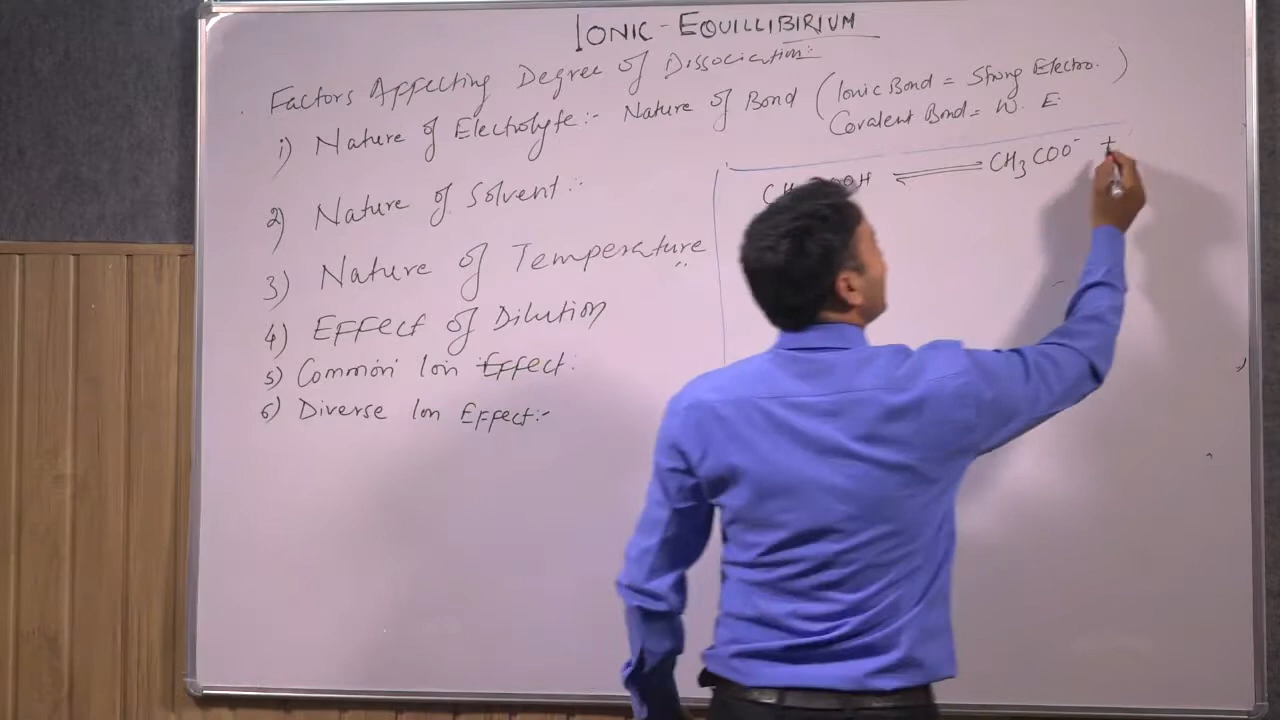 IONIC-EQUILLIBIRIUM
Factors Affecting Degree of Dissociation:-
1) Nature of Electrolyte:- Nature of Bond (Ionic Bond = Strong Electro.)
Covalent Bond = W. E.
CH₃COO⁻ +
2) Nature of Solvent:-
3) Nature of Temperature
4) Effect of Dilution
5) Common Ion Effect:
6) Diverse Ion Effect:-